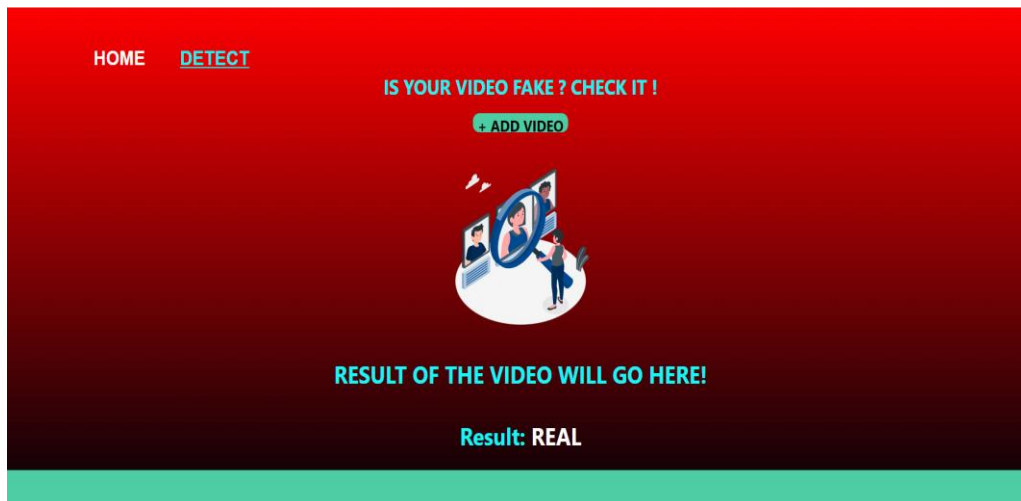 HOME DETECT
IS YOUR VIDEO FAKE ? CHECK IT !
+ ADD VIDEO
RESULT OF THE VIDEO WILL GO HERE!
Result: REAL